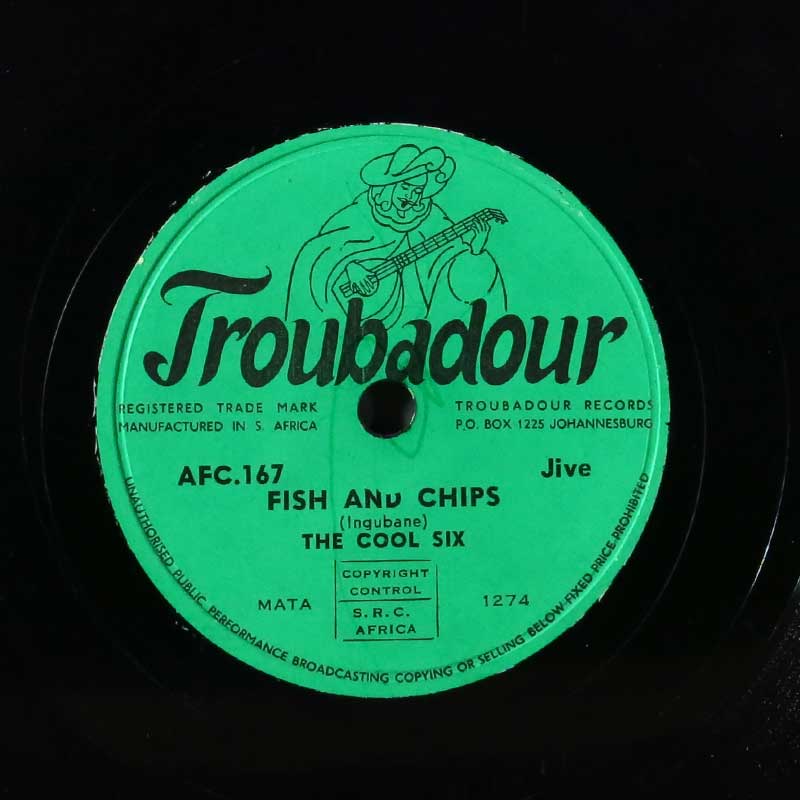 Troubadour
REGISTERED TRADE MARK
MANUFACTURED IN S. AFRICA
TROUBADOUR RECORDS
P.O. BOX 1225 JOHANNESBURG
AFC.167
Jive
FISH AND CHIPS
(Ingubane)
THE COOL SIX
COPYRIGHT
CONTROL
S.R.C.
AFRICA
MATA
1274
UNAUTHORISED PUBLIC PERFORMANCE BROADCASTING COPYING OR SELLING BELOW FIXED PRICE PROHIBITED